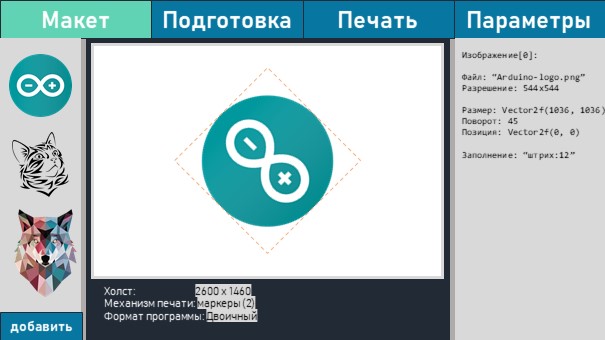 Макет
Подготовка
Печать
Параметры
Изображение[0]:
Файл: “Arduino-logo.png”
Разрешение: 544x544
Размер: Vector2f(1036, 1036)
Поворот: 45
Позиция: Vector2f(0, 0)
Заполнение: “штрих:12”
Холст: 2600 x 1460
Механизм печати: маркеры (2)
Формат программы: Двоичный
добавить